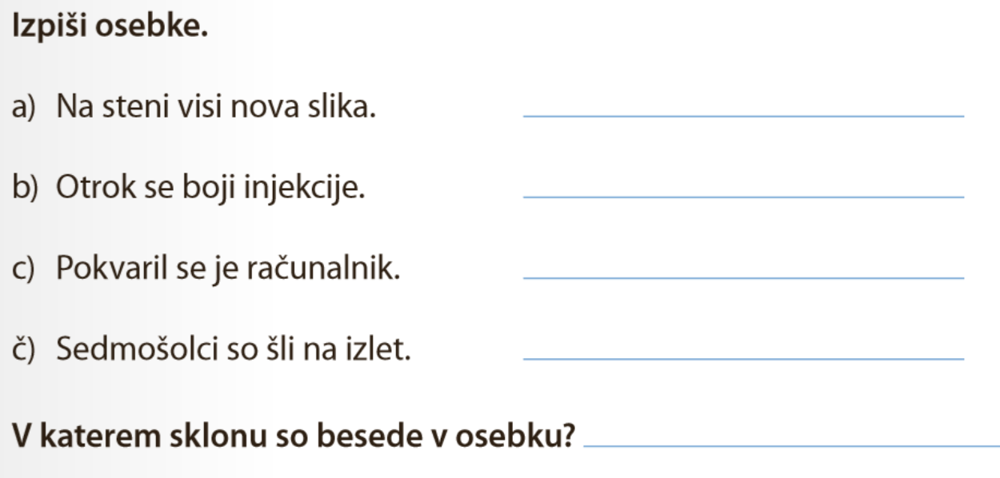 Izpiši osebke.
a) Na steni visi nova slika.
b) Otrok se boji injekcije.
c) Pokvaril se je računalnik.
č) Sedmošolci so šli na izlet.
V katerem sklonu so besede v osebku?